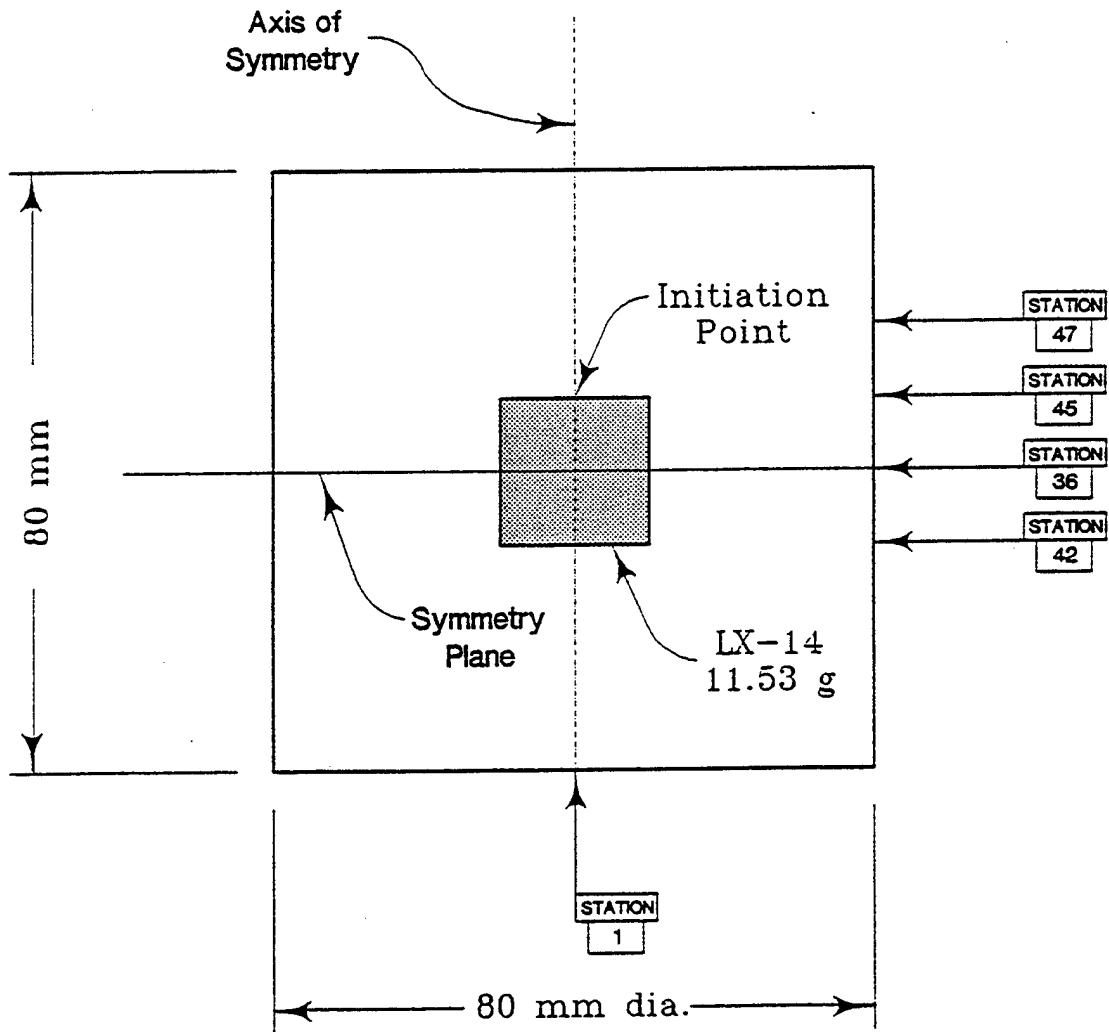 Axis of
Symmetry
Initiation
Point
STATION
47
STATION
45
STATION
36
STATION
42
80 mm
Symmetry
Plane
LX-14
11.53 g
STATION
1
80 mm dia.